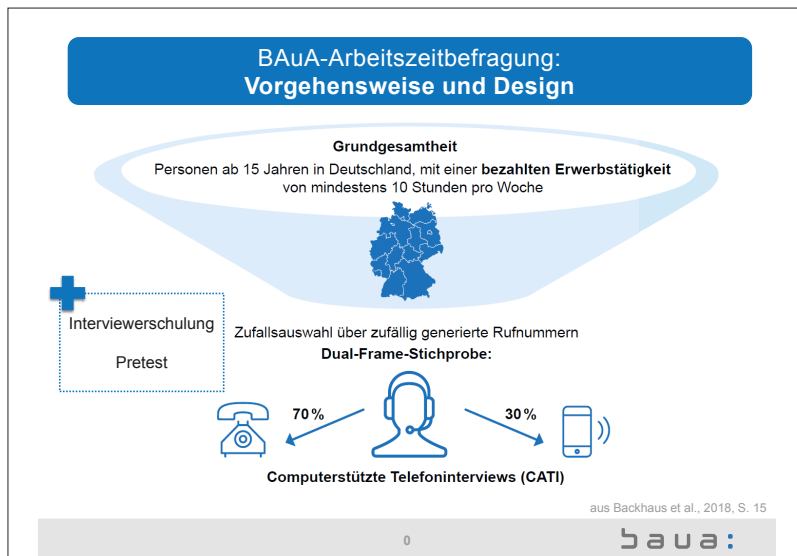 BAuA-Arbeitszeitbefragung:
Vorgehensweise und Design
Grundgesamtheit
Personen ab 15 Jahren in Deutschland, mit einer bezahlten Erwerbstätigkeit
von mindestens 10 Stunden pro Woche
Interviewerschulung
Pretest
Zufallsauswahl über zufällig generierte Rufnummern
Dual-Frame-Stichprobe:
70 %
30 %
Computerstützte Telefoninterviews (CATI)
aus Backhaus et al., 2018, S. 15
0
baua: